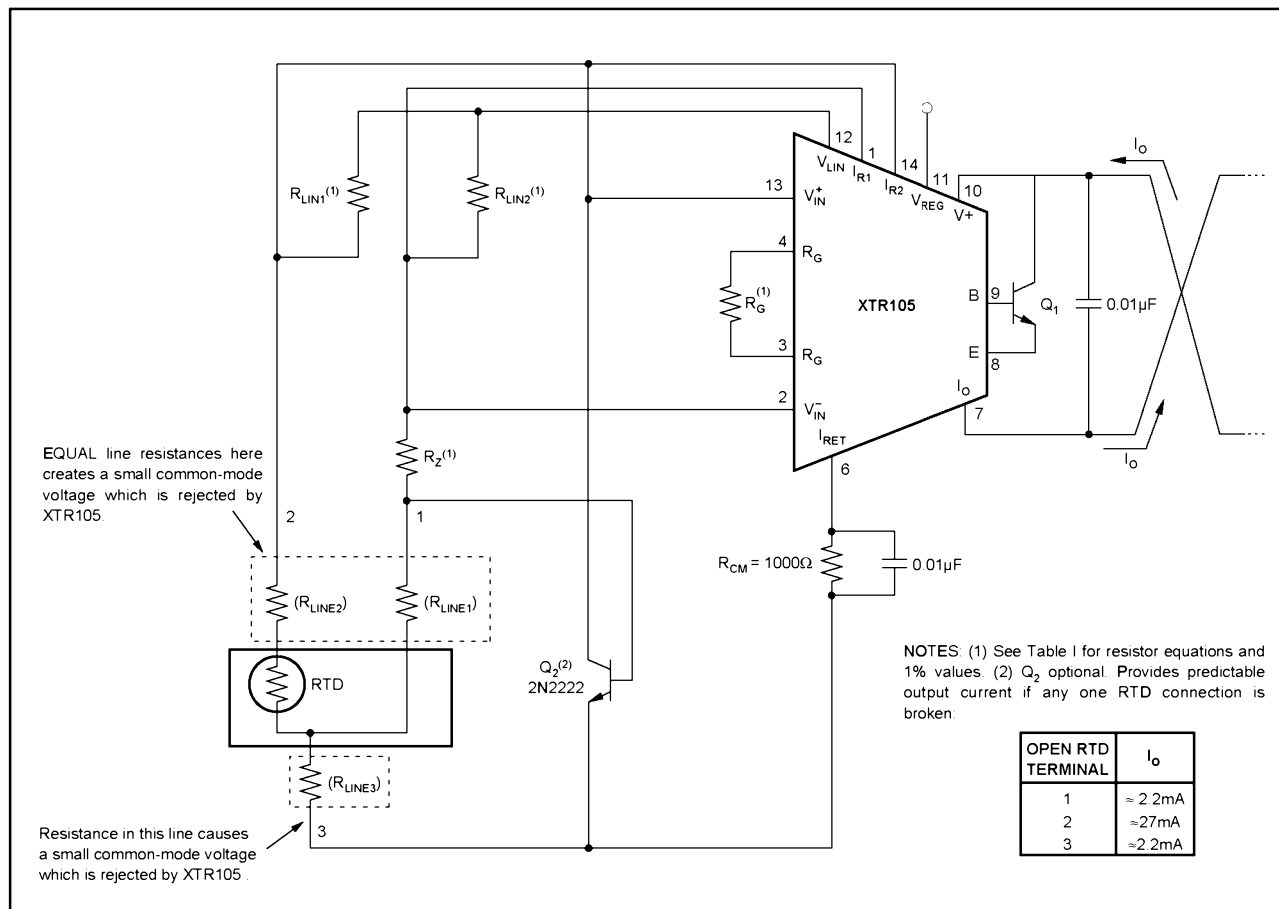 12
1
14
11
10
V_LIN
I_R1
I_R2
V_REG
V+
I_O
R_LIN1^(1)
R_LIN2^(1)
13
V_IN^+
4
R_G
R_G^(1)
3
R_G
XTR105
B
9
Q_1
0.01µF
E
8
I_O
7
2
V_IN^−
I_RET
6
I_O
R_Z^(1)
EQUAL line resistances here
creates a small common-mode
voltage which is rejected by
XTR105.
2
1
(R_LINE2)
(R_LINE1)
R_CM = 1000Ω
0.01µF
RTD
Q_2^(2)
2N2222
(R_LINE3)
3
Resistance in this line causes
a small common-mode voltage
which is rejected by XTR105 .
NOTES: (1) See Table I for resistor equations and
1% values. (2) Q_2 optional. Provides predictable
output current if any one RTD connection is
broken:
OPEN RTD TERMINAL I_O
1 ≈ 2.2mA
2 ≈27mA
3 ≈2.2mA